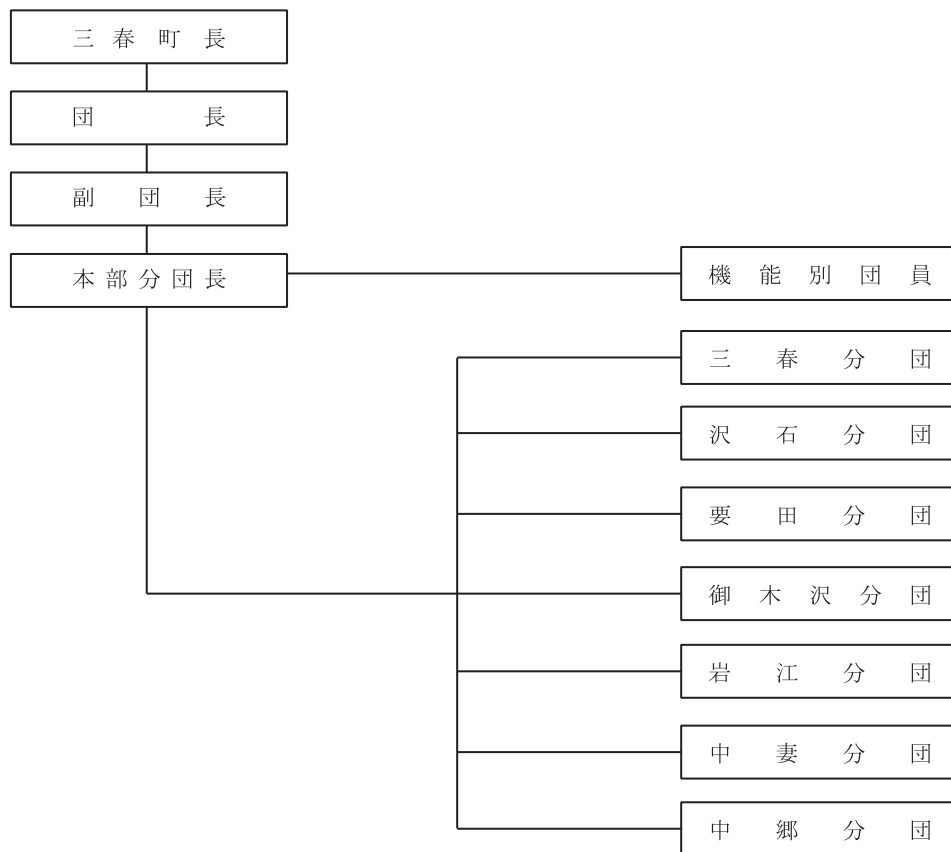 三春町長
団長
副団長
本部分団長
機能別団員
三春分団
沢石分団
要田分団
御木沢分団
岩江分団
中妻分団
中郷分団